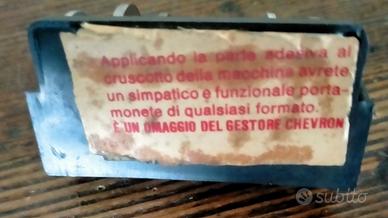 Applicando la parte adesiva al
cruscotto della macchina avrete
un simpatico e funzionale porta-
monete di qualsiasi formato.
È UN OMAGGIO DEL GESTORE CHEVRON
subito